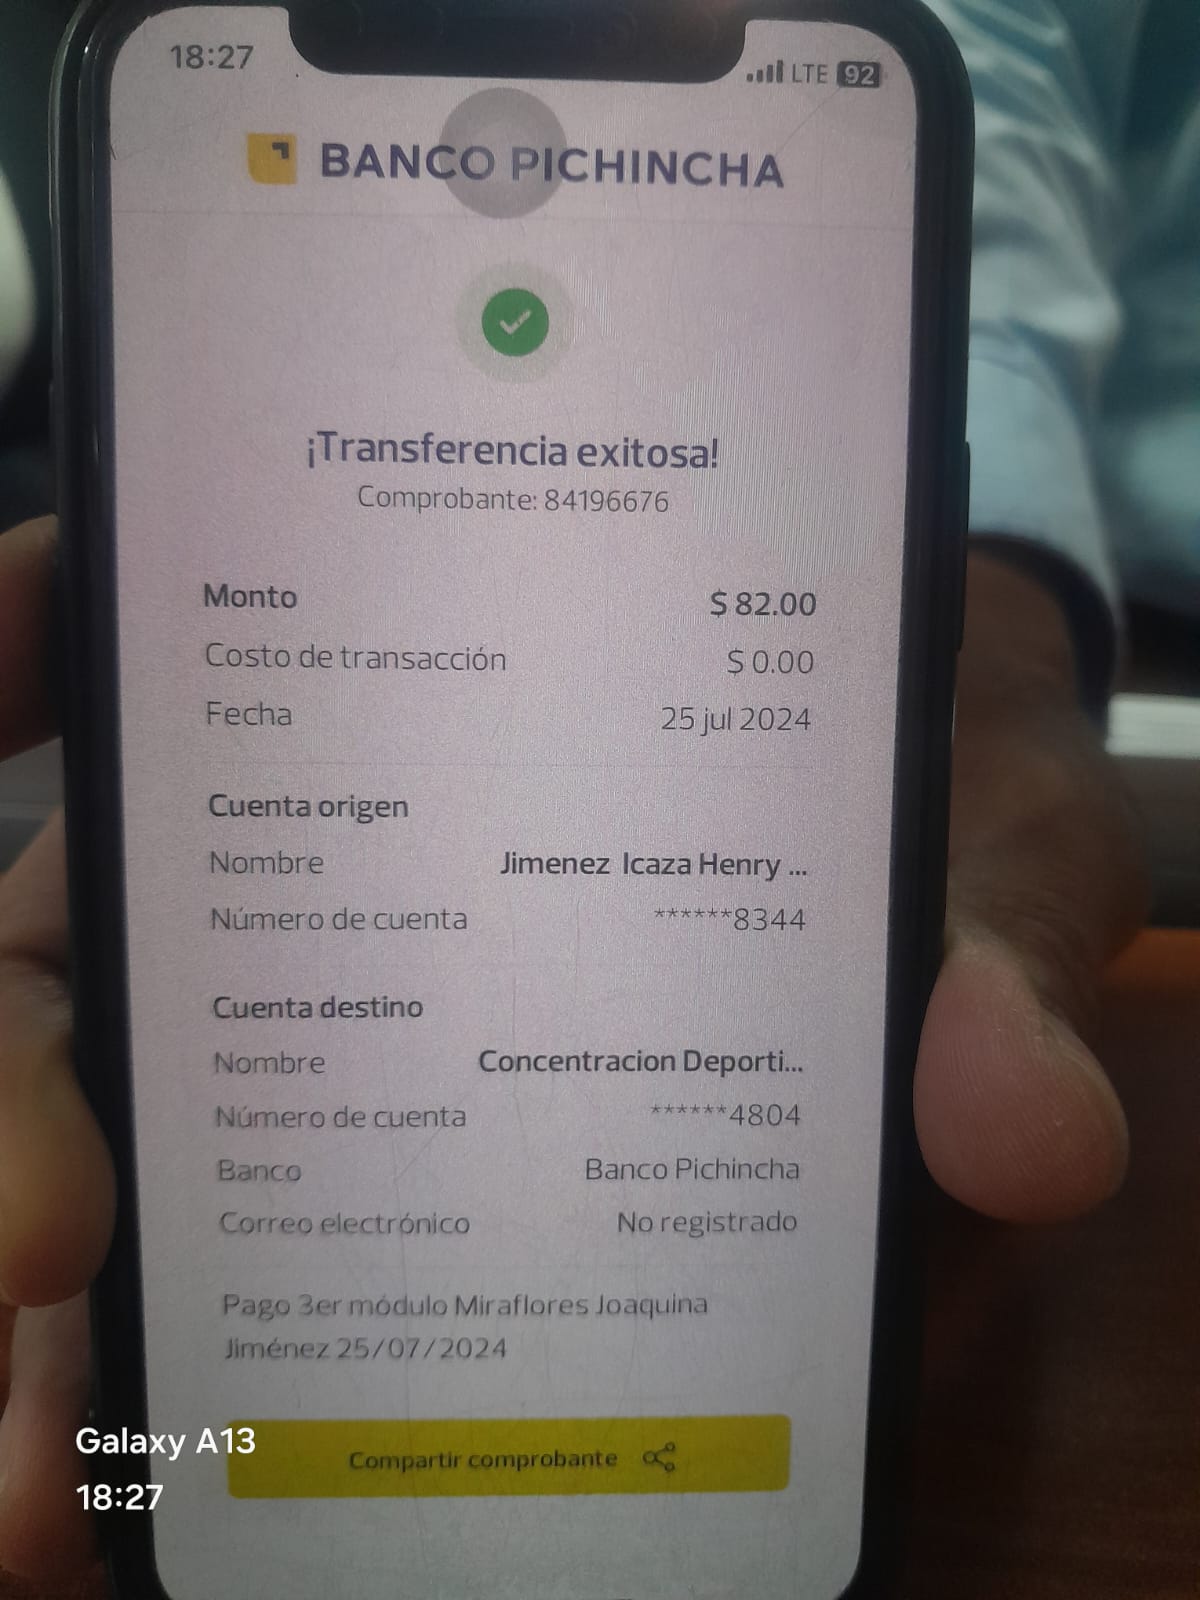 18:27 LTE 92
BANCO PICHINCHA
¡Transferencia exitosa!
Comprobante: 84196676
Monto $ 82.00
Costo de transacción $ 0.00
Fecha 25 jul 2024
Cuenta origen
Nombre Jimenez Icaza Henry ...
Número de cuenta ******8344
Cuenta destino
Nombre Concentracion Deporti...
Número de cuenta ******4804
Banco Banco Pichincha
Correo electrónico No registrado
Pago 3er módulo Miraflores Joaquina
Jiménez 25/07/2024
Compartir comprobante
Galaxy A13
18:27